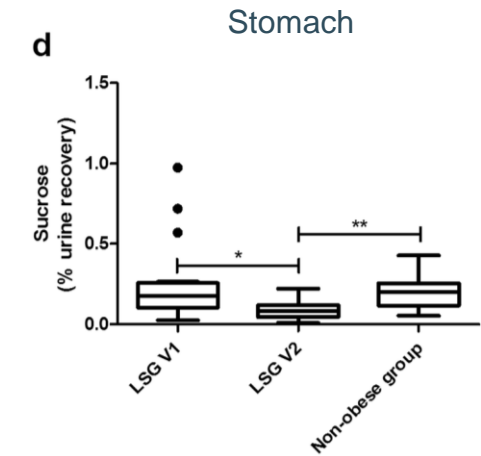 Stomach
d
Sucrose
(% urine recovery)
1.5
1.0
0.5
0.0
*
**
LSG V1
LSG V2
Non-obese group